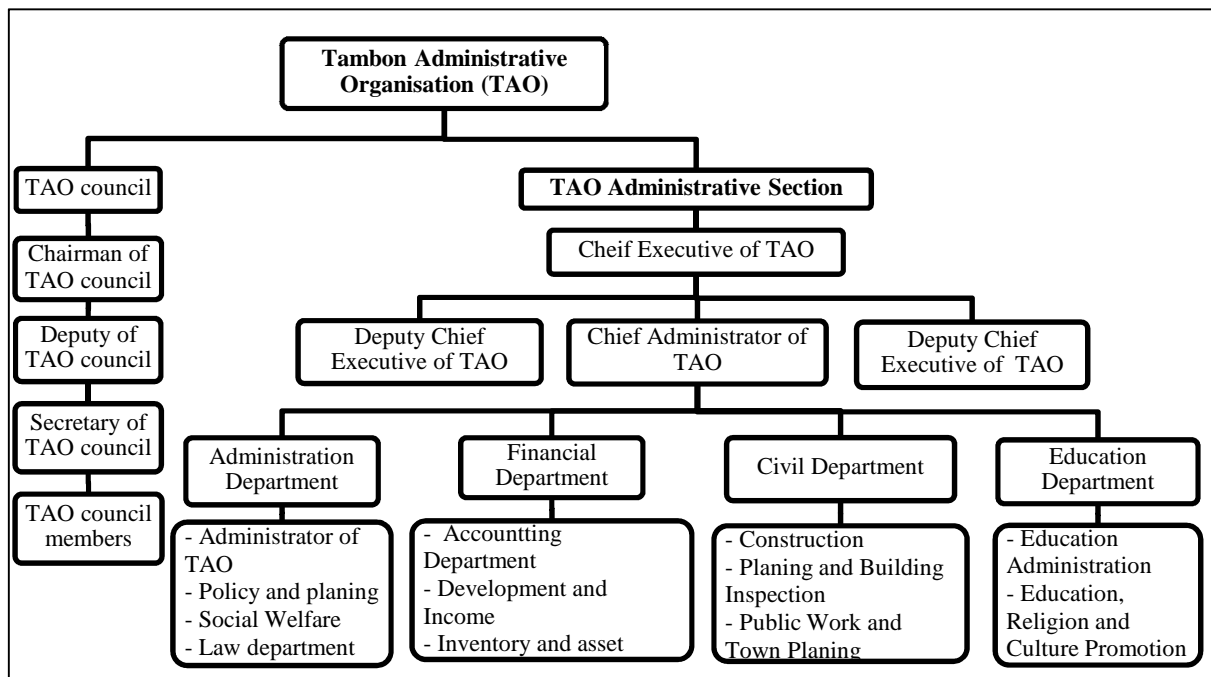 Tambon Administrative
Organisation (TAO)
TAO council
TAO Administrative Section
Chairman of
TAO council
Cheif Executive of TAO
Deputy of
TAO council
Deputy Chief
Executive of TAO
Chief Administrator of
TAO
Deputy Chief
Executive of TAO
Secretary of
TAO council
Administration
Department
Financial
Department
Civil Department
Education
Department
TAO council
members
- Administrator of
TAO
- Policy and planing
- Social Welfare
- Law department
- Accountting
Department
- Development and
Income
- Inventory and asset
- Construction
- Planing and Building
Inspection
- Public Work and
Town Planing
- Education
Administration
- Education,
Religion and
Culture Promotion